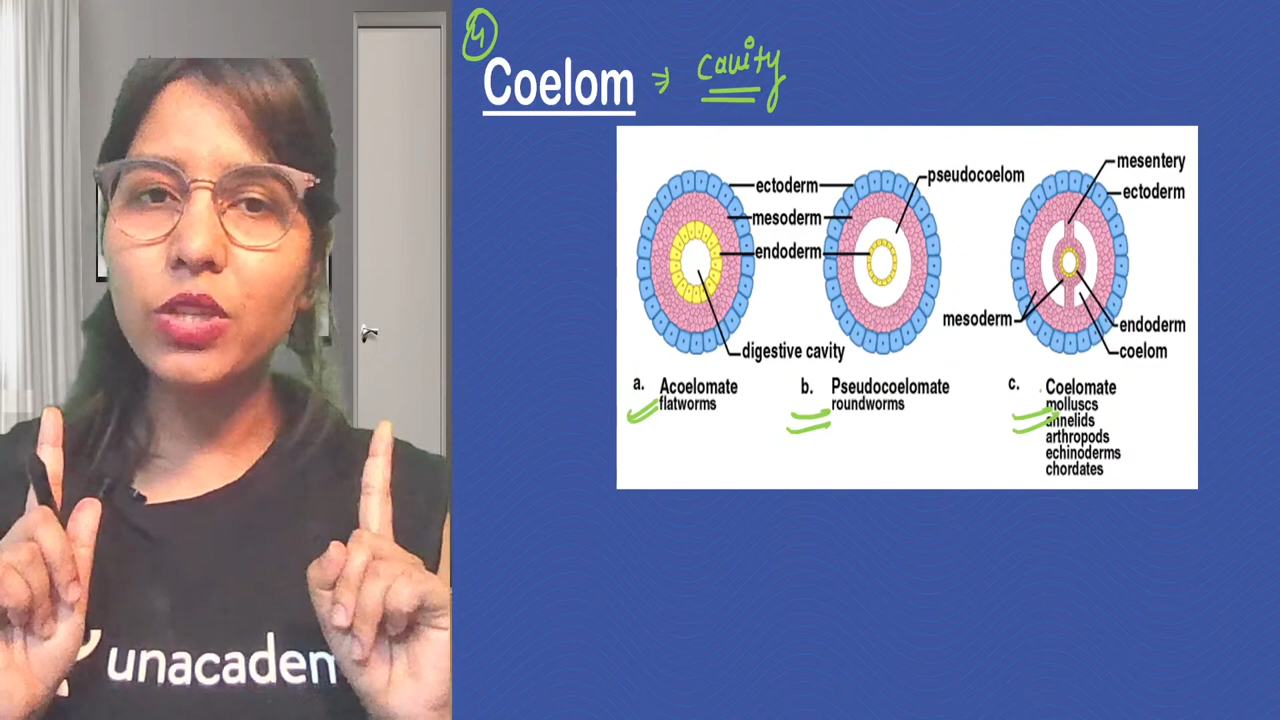 4
Coelom ⇒ cavity
mesentery
pseudocoelom
ectoderm
ectoderm
mesoderm
endoderm
mesoderm
endoderm
digestive cavity
coelom
a. Acoelomate
flatworms
b. Pseudocoelomate
roundworms
c. Coelomate
molluscs
annelids
arthropods
echinoderms
chordates
unacadem